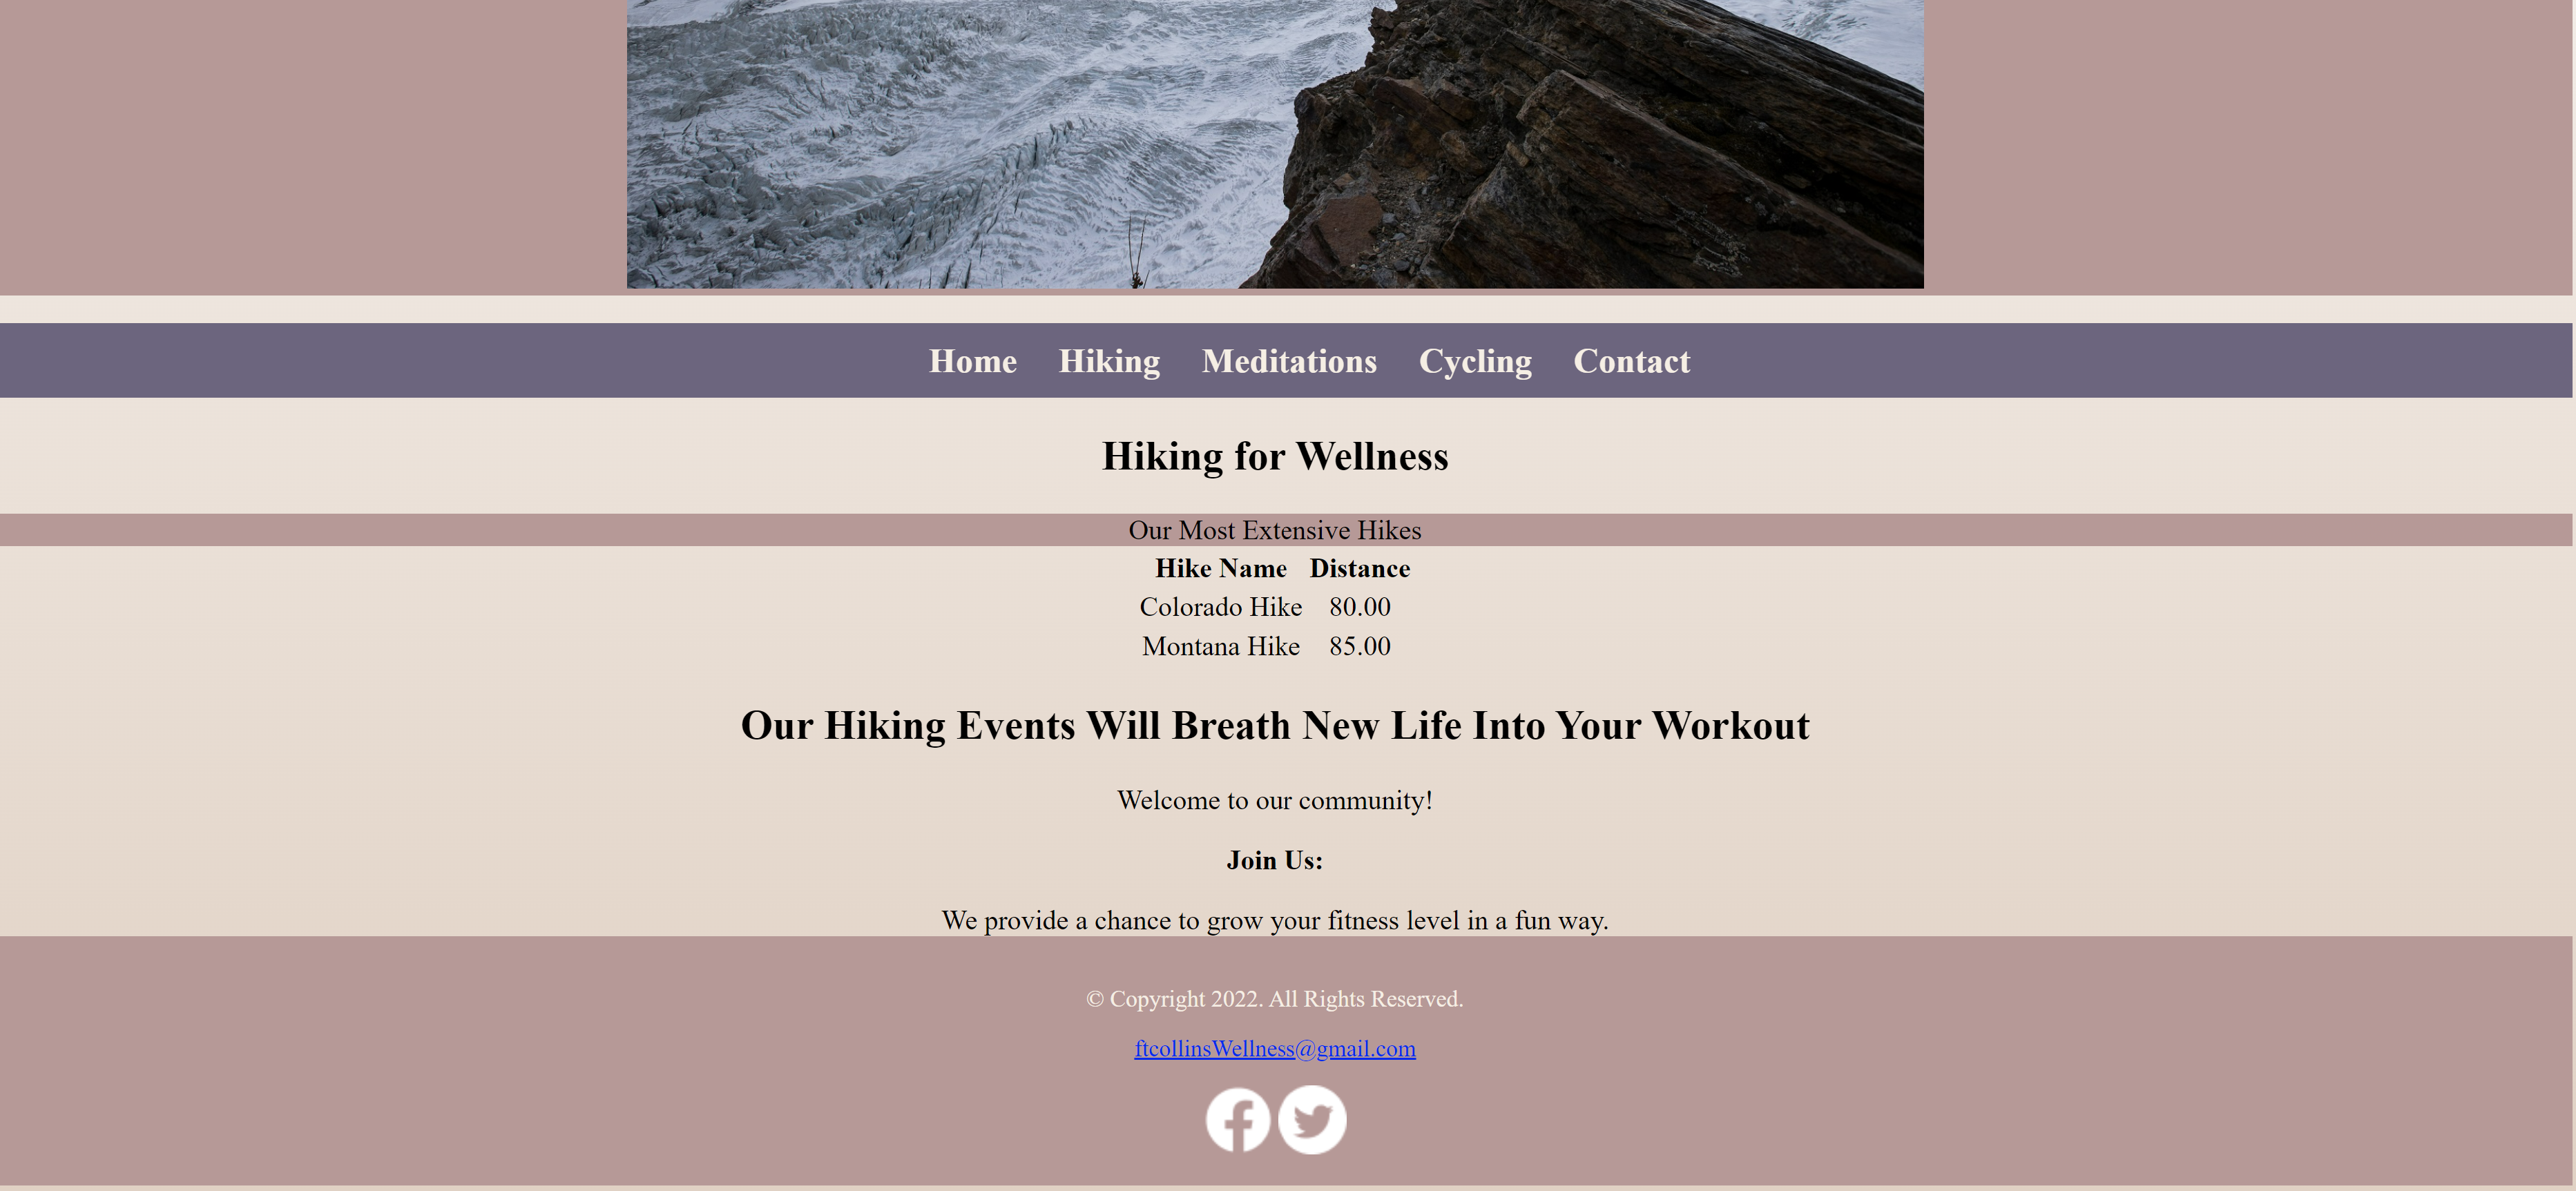 Home Hiking Meditations Cycling Contact
Hiking for Wellness
Our Most Extensive Hikes
Hike Name Distance
Colorado Hike 80.00
Montana Hike 85.00
Our Hiking Events Will Breath New Life Into Your Workout
Welcome to our community!
Join Us:
We provide a chance to grow your fitness level in a fun way.
© Copyright 2022. All Rights Reserved.
ftcollinsWellness@gmail.com